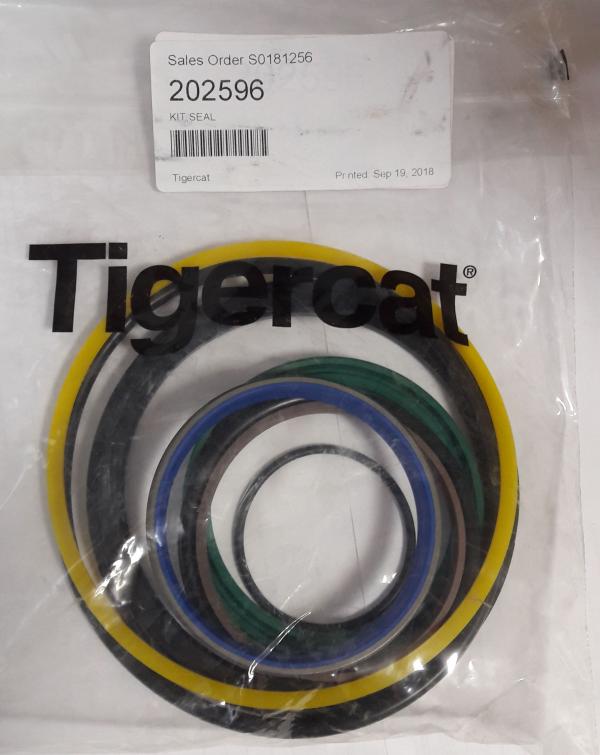 Sales Order S0181256
202596
KIT, SEAL
Tigercat
Printed: Sep 19, 2018
Tigercat®